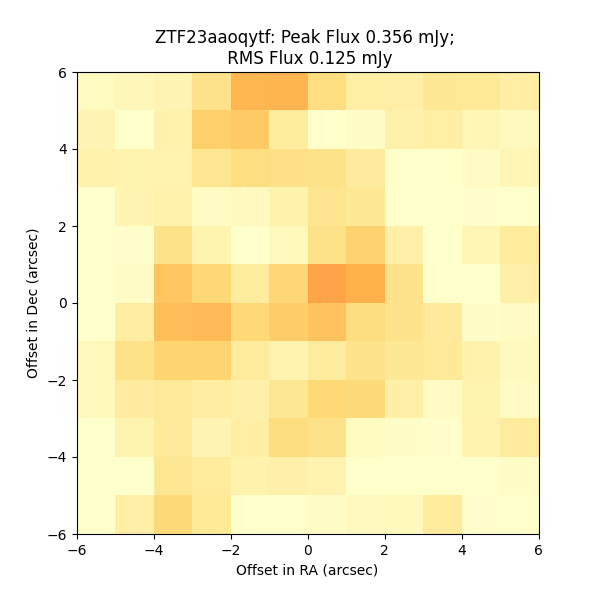 ZTF23aaoqytf: Peak Flux 0.356 mJy;
RMS Flux 0.125 mJy
6
4
2
0
−2
−4
−6
Offset in Dec (arcsec)
−6 −4 −2 0 2 4 6
Offset in RA (arcsec)